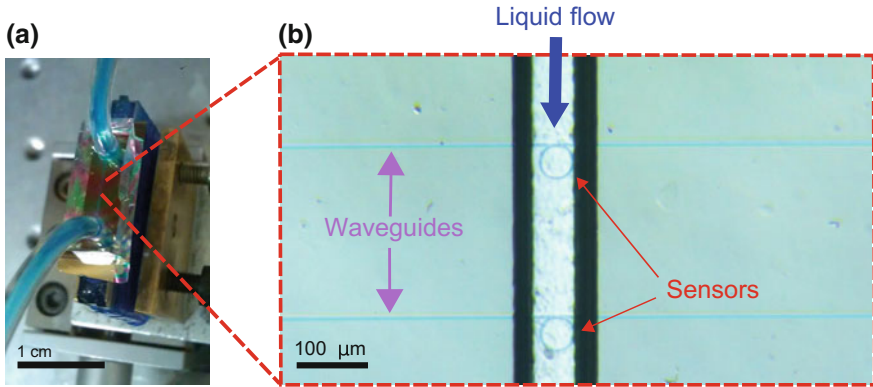 (a)
(b)
Liquid flow
Waveguides
Sensors
1 cm
100 µm